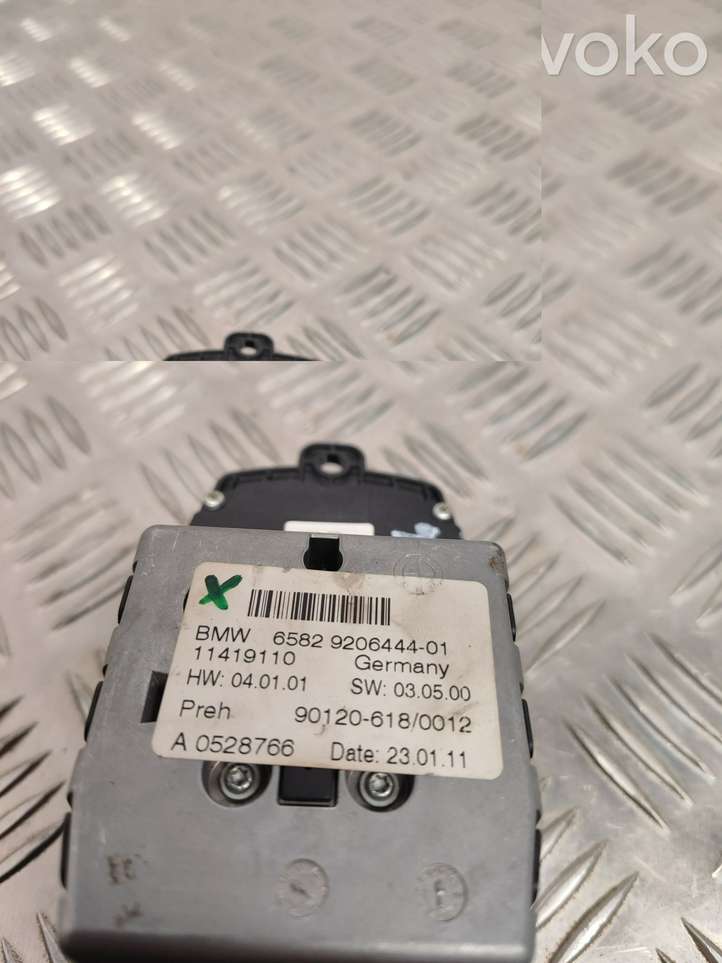 voko
BMW 6582 9206444-01
11419110 Germany
HW: 04.01.01 SW: 03.05.00
Preh 90120-618/0012
A 0528766 Date: 23.01.11